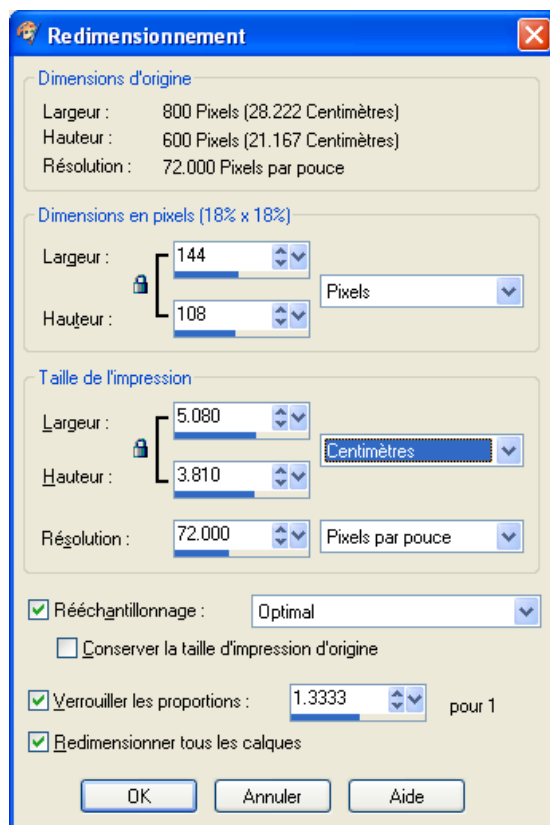 Redimensionnement
Dimensions d'origine
Largeur : 800 Pixels (28.222 Centimètres)
Hauteur : 600 Pixels (21.167 Centimètres)
Résolution : 72.000 Pixels par pouce
Dimensions en pixels (18% x 18%)
Largeur : 144
Pixels
Hauteur : 108
Taille de l'impression
Largeur : 5.080
Centimètres
Hauteur : 3.810
Résolution : 72.000 Pixels par pouce
Rééchantillonnage : Optimal
Conserver la taille d'impression d'origine
Verrouiller les proportions : 1.3333 pour 1
Redimensionner tous les calques
OK Annuler Aide